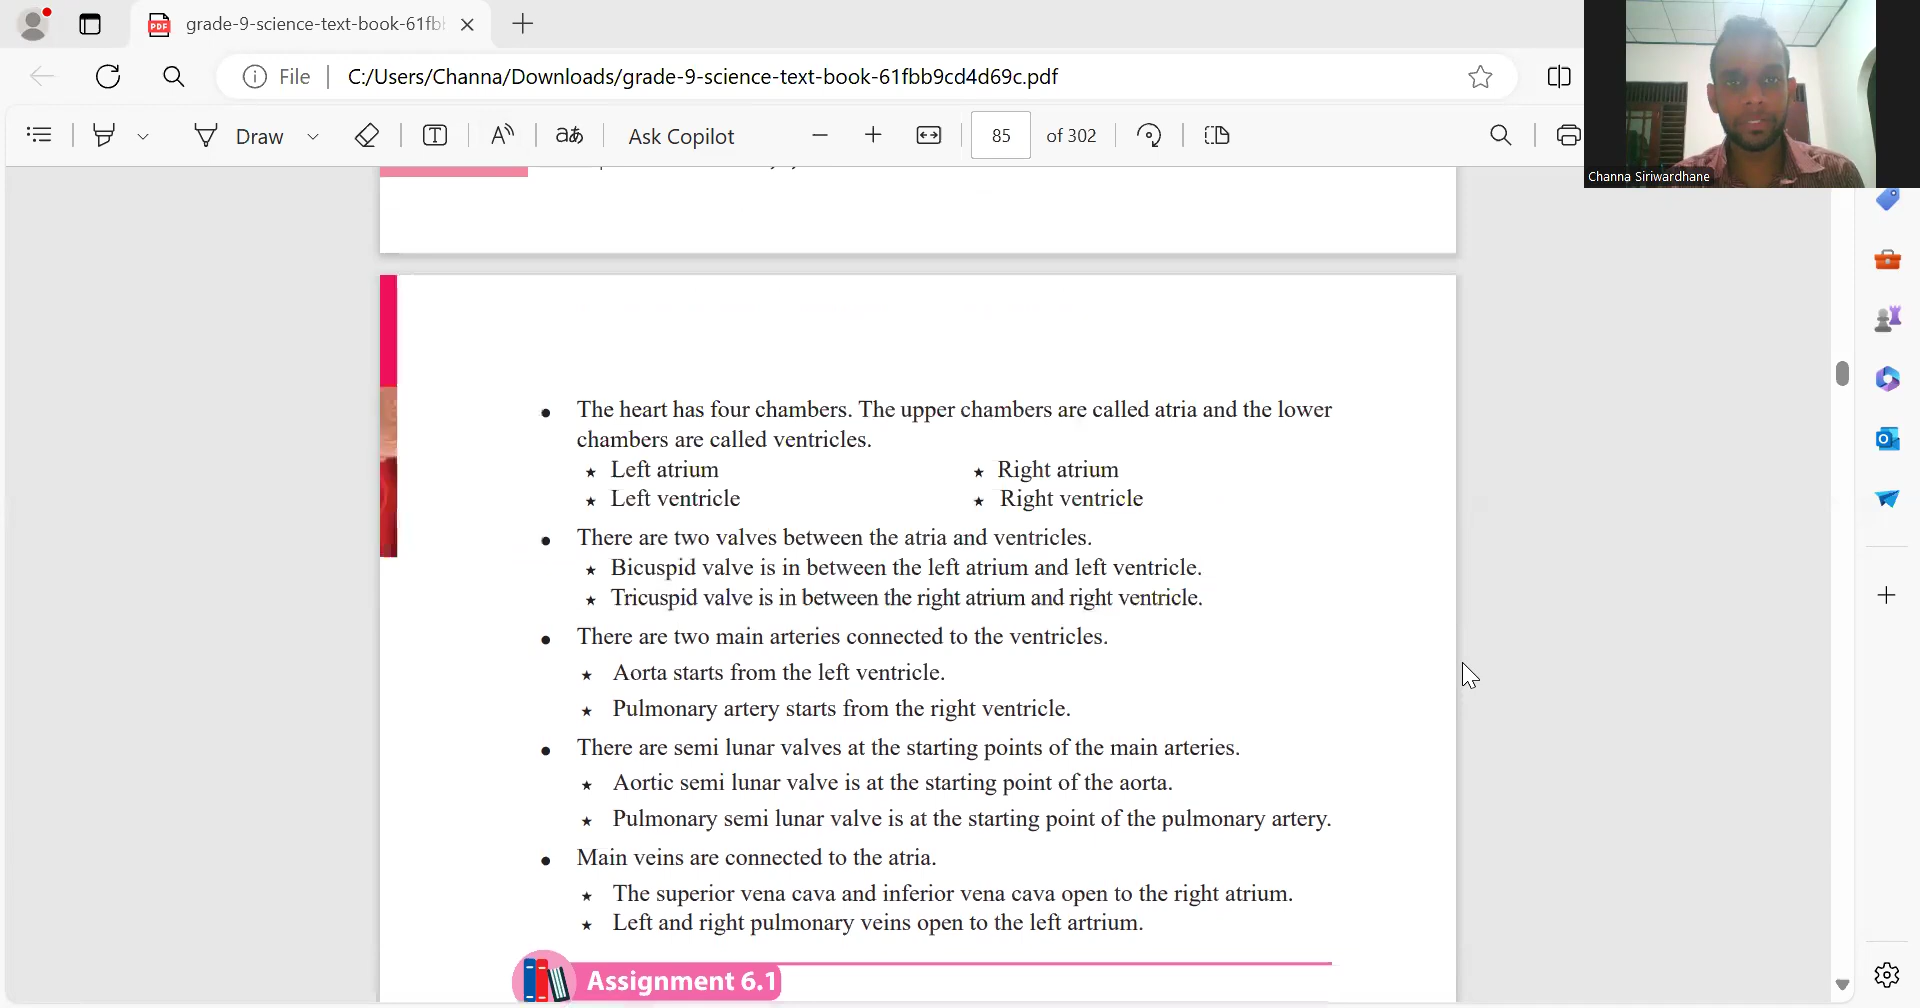 grade-9-science-text-book-61fb
File
C:/Users/Channa/Downloads/grade-9-science-text-book-61fbb9cd4d69c.pdf
Draw
Ask Copilot
85
of 302
Channa Siriwardhane
• The heart has four chambers. The upper chambers are called atria and the lower
chambers are called ventricles.
★ Left atrium ★ Right atrium
★ Left ventricle ★ Right ventricle
• There are two valves between the atria and ventricles.
★ Bicuspid valve is in between the left atrium and left ventricle.
★ Tricuspid valve is in between the right atrium and right ventricle.
• There are two main arteries connected to the ventricles.
★ Aorta starts from the left ventricle.
★ Pulmonary artery starts from the right ventricle.
• There are semi lunar valves at the starting points of the main arteries.
★ Aortic semi lunar valve is at the starting point of the aorta.
★ Pulmonary semi lunar valve is at the starting point of the pulmonary artery.
• Main veins are connected to the atria.
★ The superior vena cava and inferior vena cava open to the right atrium.
★ Left and right pulmonary veins open to the left artrium.
Assignment 6.1